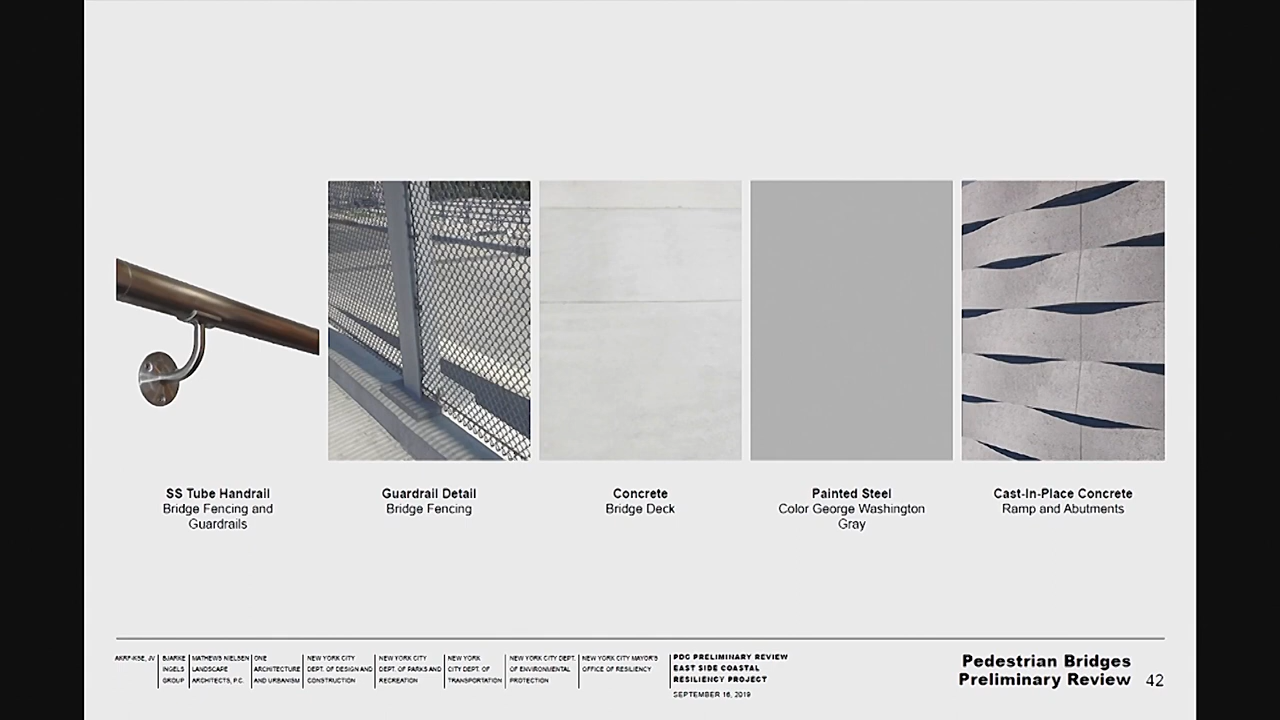 SS Tube Handrail
Bridge Fencing and
Guardrails
Guardrail Detail
Bridge Fencing
Concrete
Bridge Deck
Painted Steel
Color George Washington
Gray
Cast-In-Place Concrete
Ramp and Abutments
AKRF-KSE, JV
BJARKE
INGELS
GROUP
MATHEWS NIELSEN
LANDSCAPE
ARCHITECTS, P.C.
ONE
ARCHITECTURE
AND URBANISM
NEW YORK CITY
DEPT. OF DESIGN AND
CONSTRUCTION
NEW YORK CITY
DEPT. OF PARKS AND
RECREATION
NEW YORK
CITY DEPT. OF
TRANSPORTATION
NEW YORK CITY DEPT.
OF ENVIRONMENTAL
PROTECTION
NEW YORK CITY MAYOR'S
OFFICE OF RESILIENCY
PDC PRELIMINARY REVIEW
EAST SIDE COASTAL
RESILIENCY PROJECT
SEPTEMBER 16, 2019
Pedestrian Bridges
Preliminary Review 42